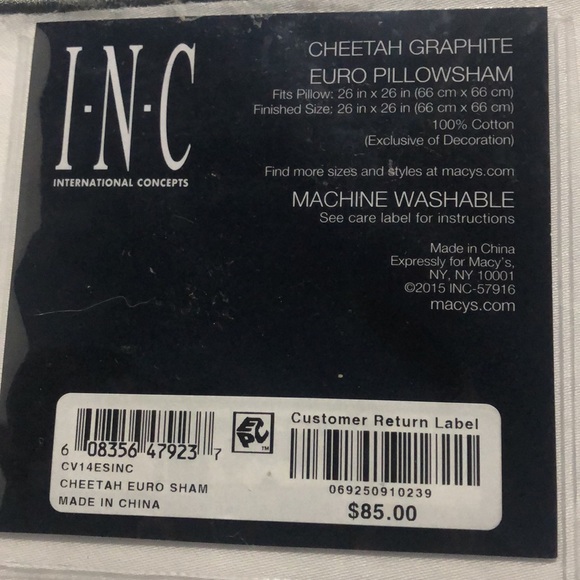 I·N·C
INTERNATIONAL CONCEPTS
CHEETAH GRAPHITE
EURO PILLOWSHAM
Fits Pillow: 26 in x 26 in (66 cm x 66 cm)
Finished Size: 26 in x 26 in (66 cm x 66 cm)
100% Cotton
(Exclusive of Decoration)
Find more sizes and styles at macys.com
MACHINE WASHABLE
See care label for instructions
Made in China
Expressly for Macy's,
NY, NY 10001
©2015 INC-57916
macys.com
6 08356 47923 7
CV14ESINC
CHEETAH EURO SHAM
MADE IN CHINA
EPC™
Customer Return Label
069250910239
$85.00